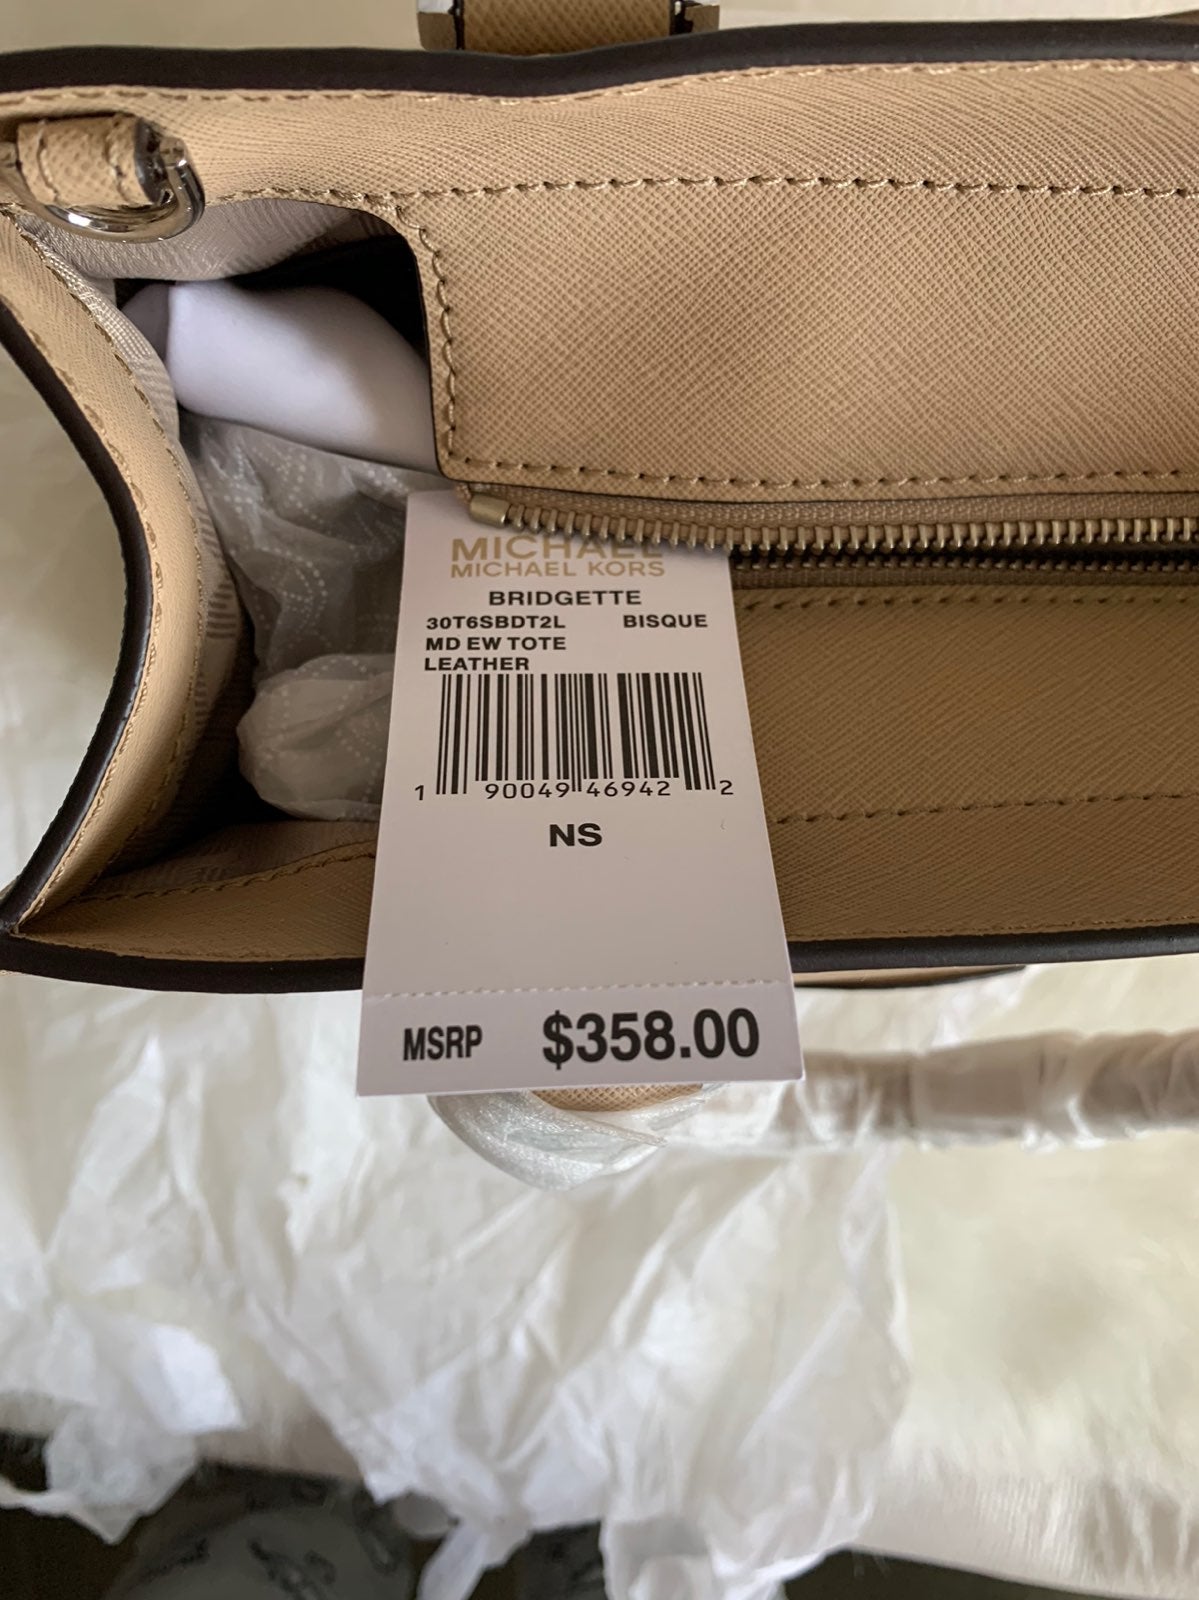 MICHAEL
MICHAEL KORS
BRIDGETTE
30T6SBDT2L BISQUE
MD EW TOTE
LEATHER
1 90049 46942 2
NS
MSRP $358.00